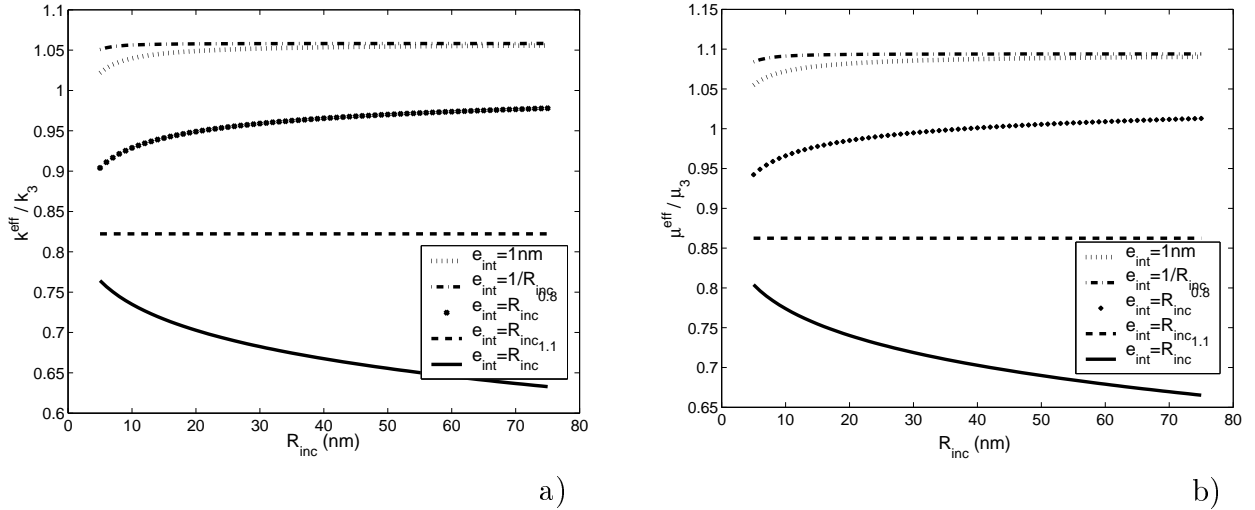 1.1
1.05
1
0.95
0.9
0.85
0.8
0.75
0.7
0.65
0.6
k^eff / k_3
0 10 20 30 40 50 60 70 80
R_inc (nm)
e_int=1nm
e_int=1/R_inc
e_int=R_inc^0.8
e_int=R_inc
e_int=R_inc^1.1
a)
1.15
1.1
1.05
1
0.95
0.9
0.85
0.8
0.75
0.7
0.65
μ^eff / μ_3
0 10 20 30 40 50 60 70 80
R_inc (nm)
e_int=1nm
e_int=1/R_inc
e_int=R_inc^0.8
e_int=R_inc
e_int=R_inc^1.1
b)